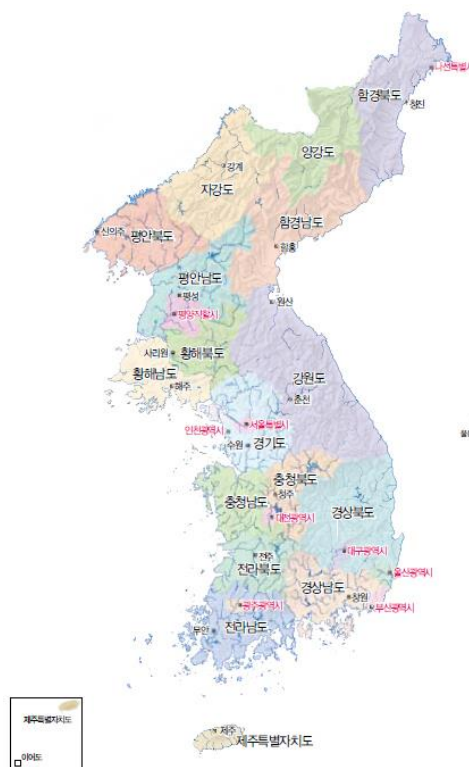 나선특별시
함경북도
청진
양강도
강계
자강도
함경남도
신의주
평안북도
함흥
평안남도
평성
원산
평양직할시
사리원
황해북도
황해남도
강원도
해주
춘천
서울특별시
인천광역시
수원
경기도
충청북도
청주
충청남도
경상북도
대전광역시
대구광역시
전주
전라북도
울산광역시
경상남도
창원
광주광역시
부산광역시
무안
전라남도
제주특별자치도
이어도
제주
제주특별자치도